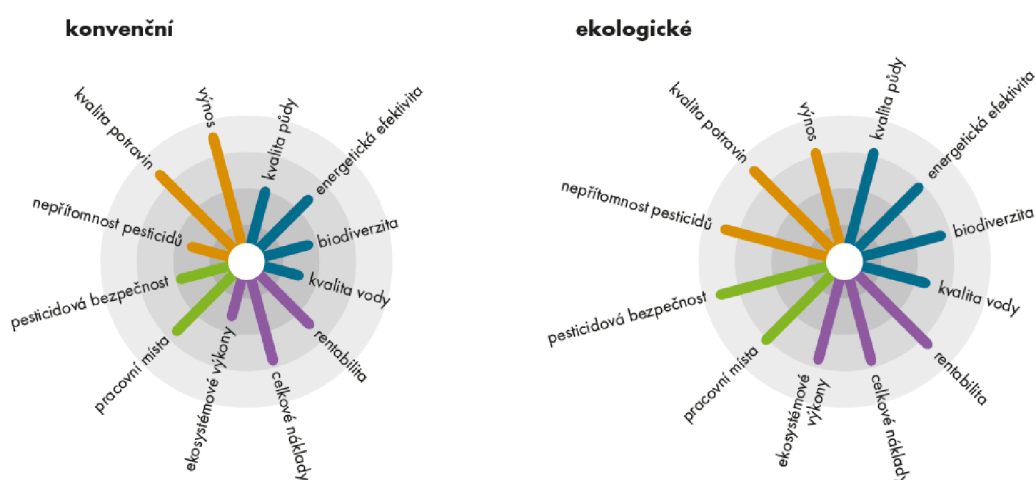 konvenční
výnos
kvalita půdy
energetická efektivita
biodiverzita
kvalita vody
rentabilita
celkové náklady
ekosystémové výkony
pracovní místa
pesticidová bezpečnost
nepřítomnost pesticidů
kvalita potravin
ekologické
výnos
kvalita půdy
energetická efektivita
biodiverzita
kvalita vody
rentabilita
celkové náklady
ekosystémové
výkony
pracovní místa
pesticidová bezpečnost
nepřítomnost pesticidů
kvalita potravin